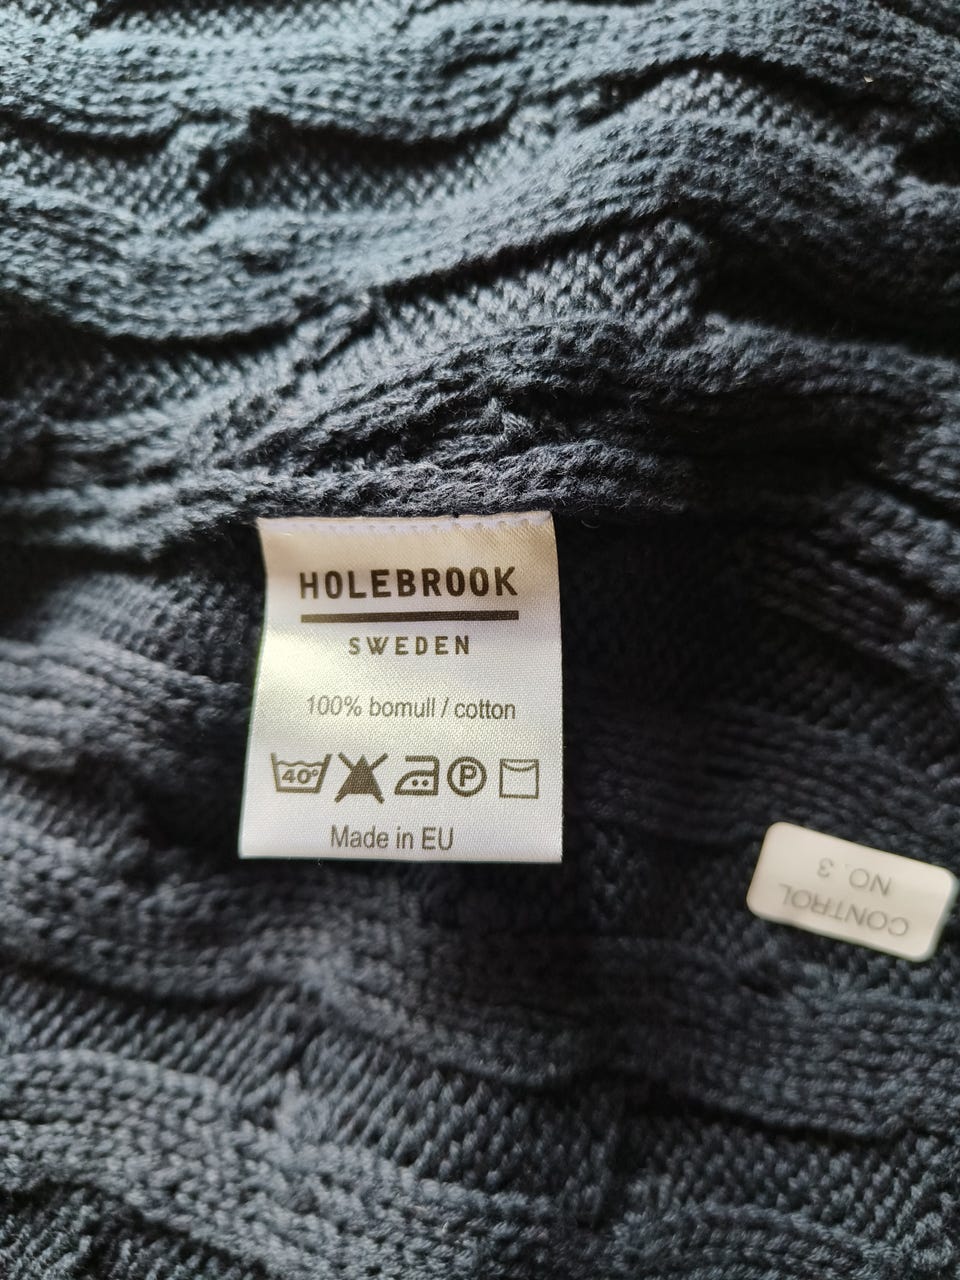 HOLEBROOK
SWEDEN
100% bomull / cotton
40°
P
Made in EU
CONTROL
NO. 3